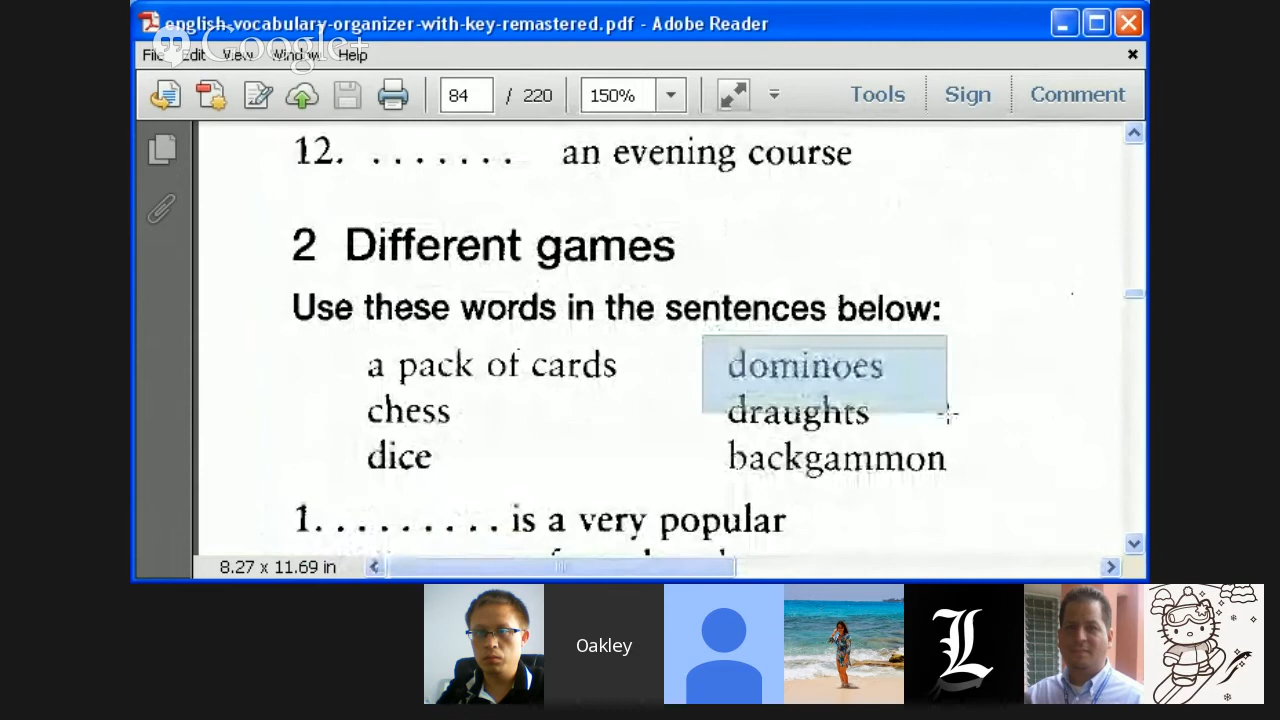 english-vocabulary-organizer-with-key-remastered.pdf - Adobe Reader
Google+
File Edit View Window Help
84 / 220 150% Tools Sign Comment
12. . . . . . . . an evening course
2 Different games
Use these words in the sentences below:
a pack of cards dominoes
chess draughts
dice backgammon
1. . . . . . . . . . is a very popular
8.27 x 11.69 in
Oakley
L